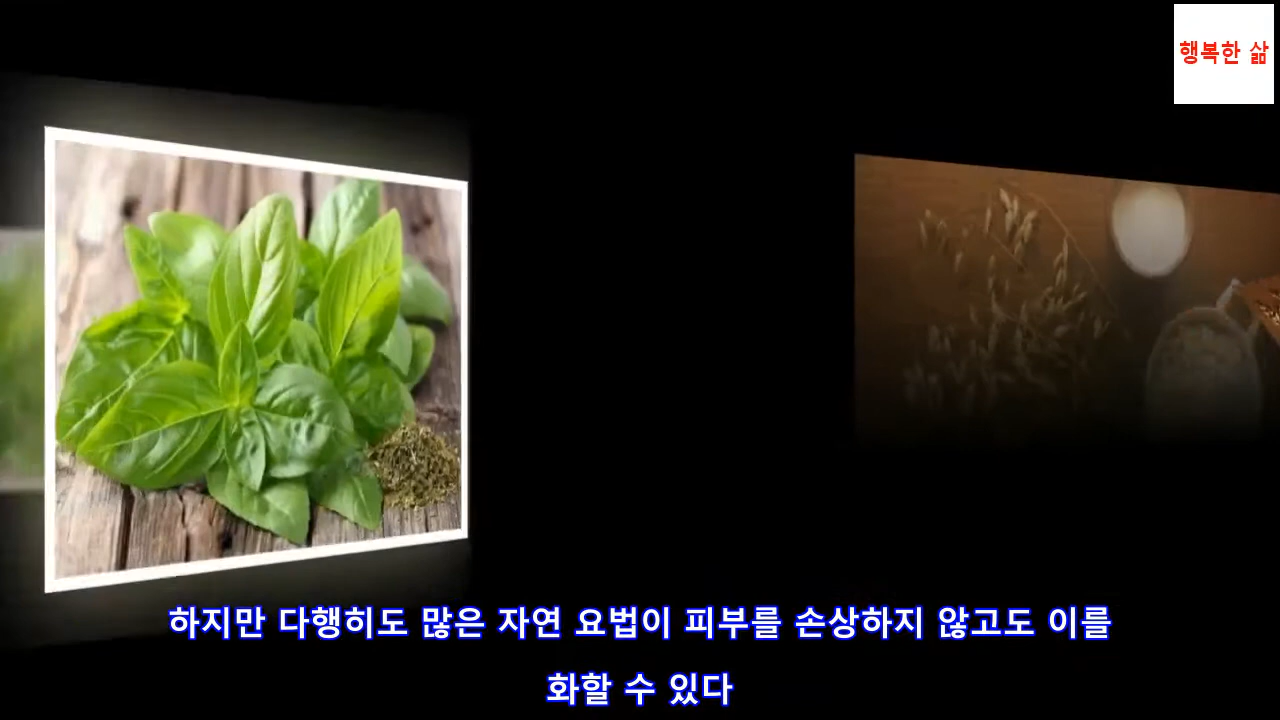 행복한 삶
하지만 다행히도 많은 자연 요법이 피부를 손상하지 않고도 이를
화할 수 있다